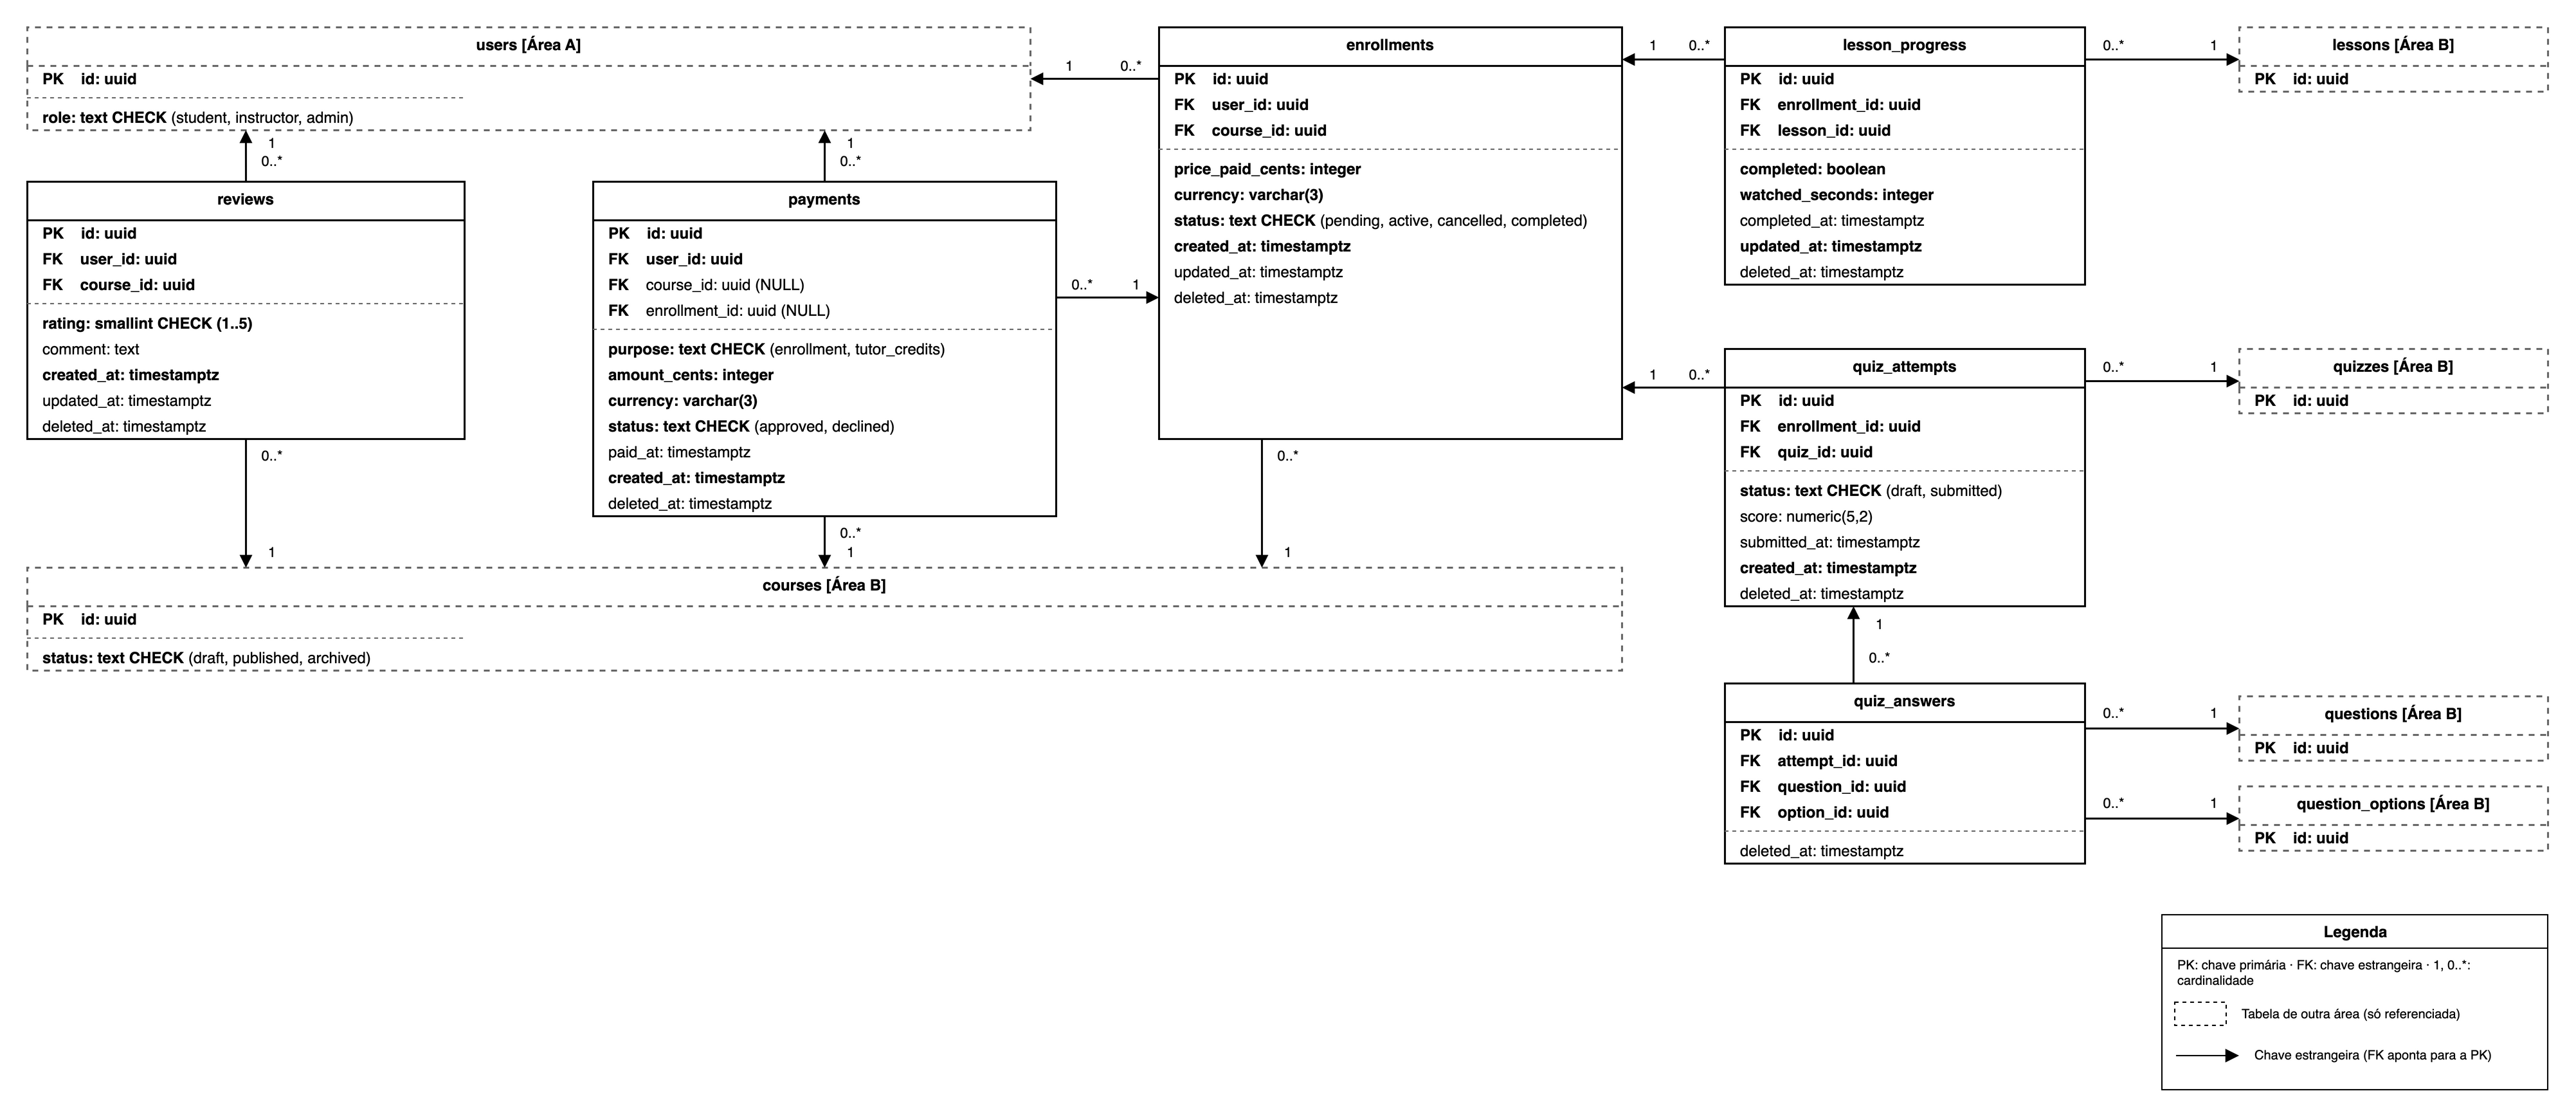 users [Área A]
PK id: uuid
role: text CHECK (student, instructor, admin)
1
0..*
1
0..*
1
0..*
reviews
PK id: uuid
FK user_id: uuid
FK course_id: uuid
rating: smallint CHECK (1..5)
comment: text
created_at: timestamptz
updated_at: timestamptz
deleted_at: timestamptz
0..*
1
payments
PK id: uuid
FK user_id: uuid
FK course_id: uuid (NULL)
FK enrollment_id: uuid (NULL)
purpose: text CHECK (enrollment, tutor_credits)
amount_cents: integer
currency: varchar(3)
status: text CHECK (approved, declined)
paid_at: timestamptz
created_at: timestamptz
deleted_at: timestamptz
0..*
1
0..* 1
enrollments
PK id: uuid
FK user_id: uuid
FK course_id: uuid
price_paid_cents: integer
currency: varchar(3)
status: text CHECK (pending, active, cancelled, completed)
created_at: timestamptz
updated_at: timestamptz
deleted_at: timestamptz
0..*
1
courses [Área B]
PK id: uuid
status: text CHECK (draft, published, archived)
1 0..*
lesson_progress
PK id: uuid
FK enrollment_id: uuid
FK lesson_id: uuid
completed: boolean
watched_seconds: integer
completed_at: timestamptz
updated_at: timestamptz
deleted_at: timestamptz
0..* 1
lessons [Área B]
PK id: uuid
1 0..*
quiz_attempts
PK id: uuid
FK enrollment_id: uuid
FK quiz_id: uuid
status: text CHECK (draft, submitted)
score: numeric(5,2)
submitted_at: timestamptz
created_at: timestamptz
deleted_at: timestamptz
0..* 1
quizzes [Área B]
PK id: uuid
1
0..*
quiz_answers
PK id: uuid
FK attempt_id: uuid
FK question_id: uuid
FK option_id: uuid
deleted_at: timestamptz
0..* 1
questions [Área B]
PK id: uuid
0..* 1
question_options [Área B]
PK id: uuid
Legenda
PK: chave primária · FK: chave estrangeira · 1, 0..*:
cardinalidade
Tabela de outra área (só referenciada)
Chave estrangeira (FK aponta para a PK)